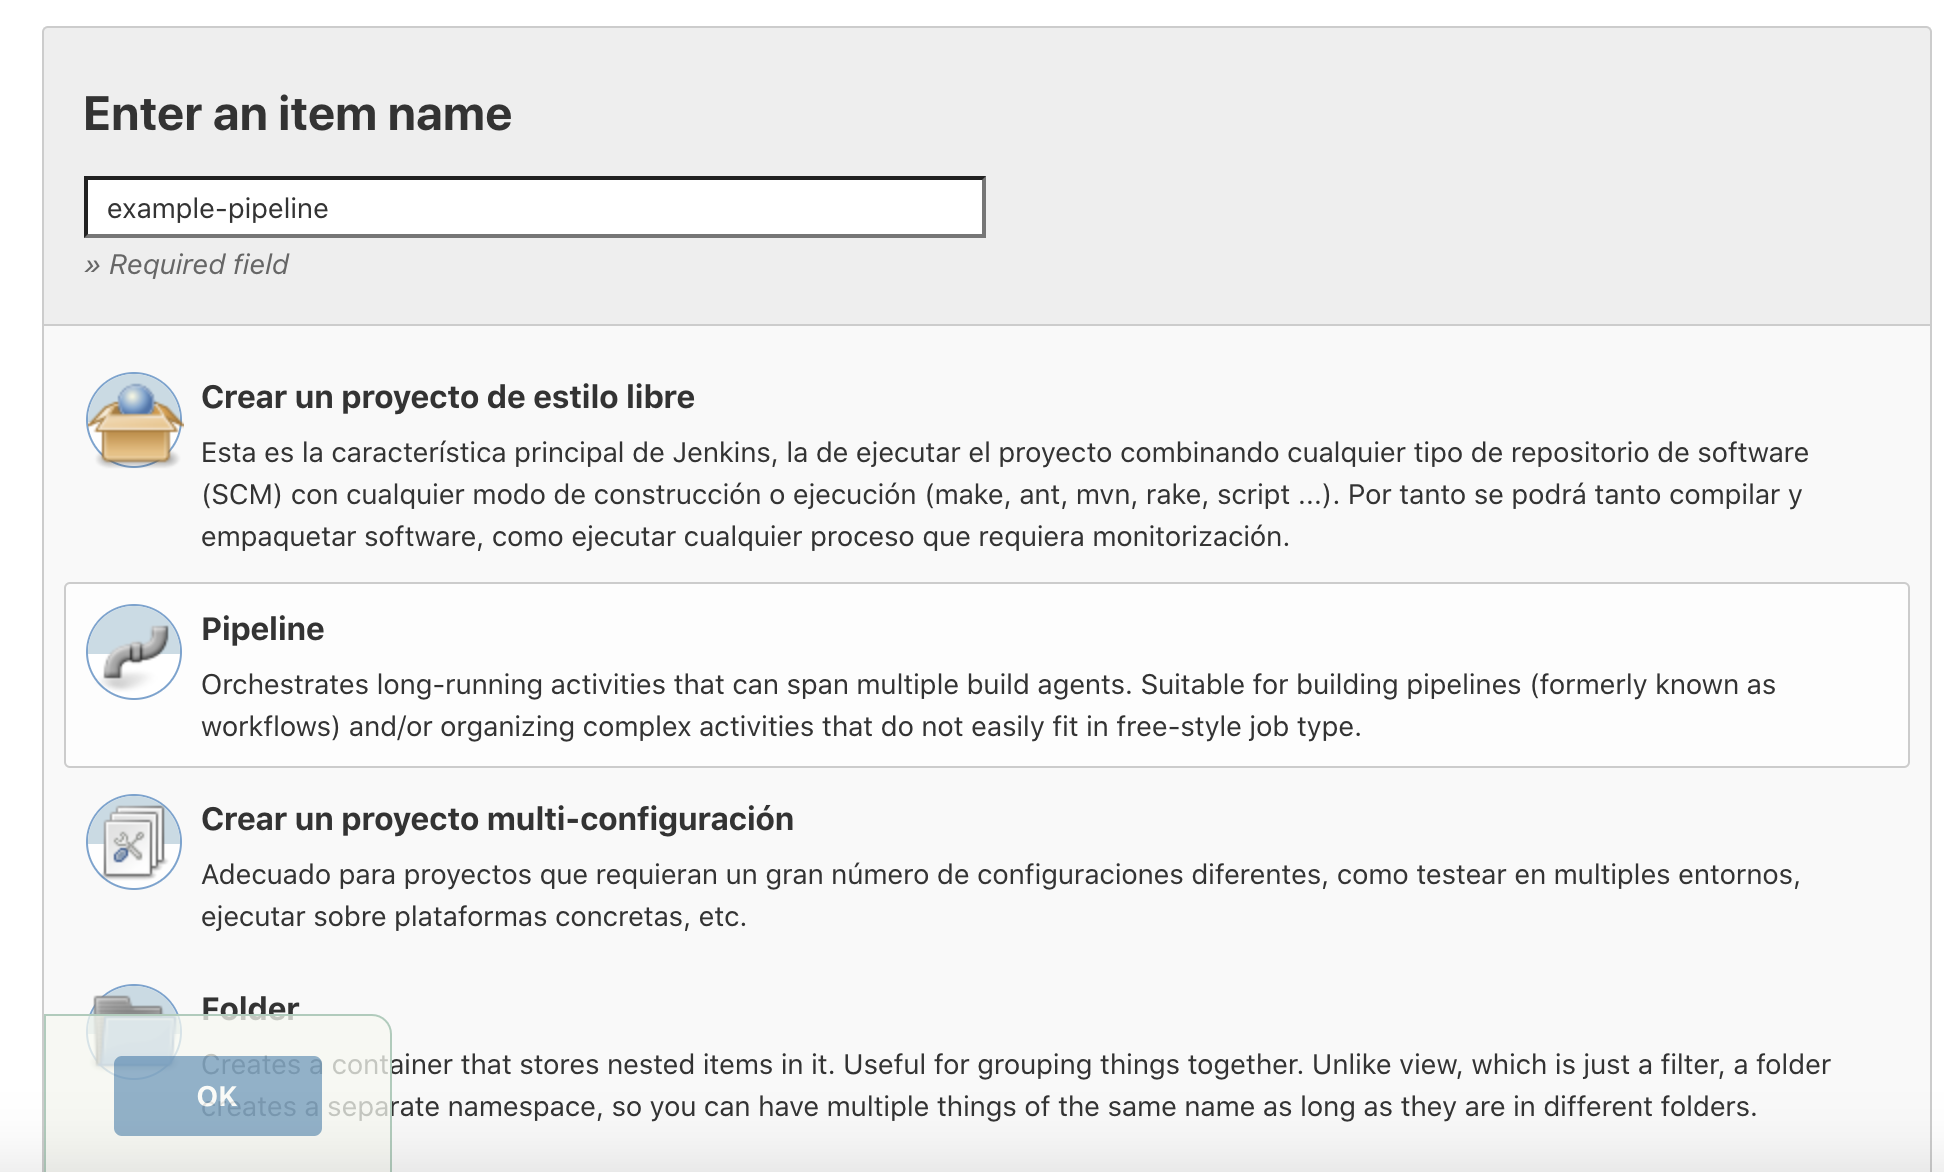 Enter an item name
example-pipeline
» Required field
Crear un proyecto de estilo libre
Esta es la característica principal de Jenkins, la de ejecutar el proyecto combinando cualquier tipo de repositorio de software
(SCM) con cualquier modo de construcción o ejecución (make, ant, mvn, rake, script ...). Por tanto se podrá tanto compilar y
empaquetar software, como ejecutar cualquier proceso que requiera monitorización.
Pipeline
Orchestrates long-running activities that can span multiple build agents. Suitable for building pipelines (formerly known as
workflows) and/or organizing complex activities that do not easily fit in free-style job type.
Crear un proyecto multi-configuración
Adecuado para proyectos que requieran un gran número de configuraciones diferentes, como testear en multiples entornos,
ejecutar sobre plataformas concretas, etc.
Folder
Creates a container that stores nested items in it. Useful for grouping things together. Unlike view, which is just a filter, a folder
creates a separate namespace, so you can have multiple things of the same name as long as they are in different folders.
OK